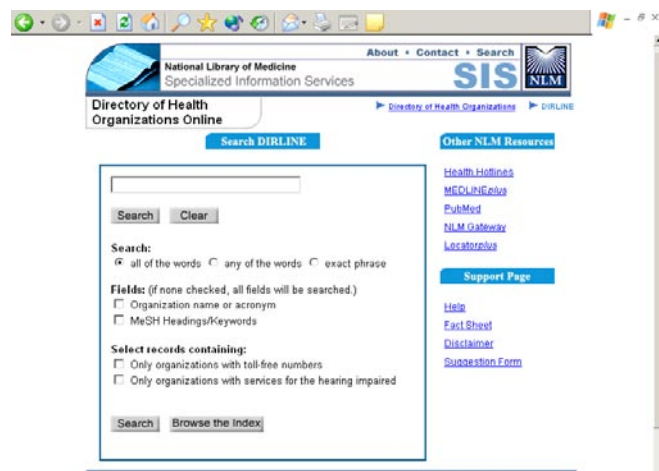 About • Contact • Search
National Library of Medicine
Specialized Information Services
SIS
NLM
Directory of Health
Organizations Online
Directory of Health Organizations
DIRLINE
Search DIRLINE
Search
Clear
Search:
all of the words
any of the words
exact phrase
Fields: (if none checked, all fields will be searched.)
Organization name or acronym
MeSH Headings/Keywords
Select records containing:
Only organizations with toll-free numbers
Only organizations with services for the hearing impaired
Search
Browse the Index
Other NLM Resources
Health Hotlines
MEDLINEplus
PubMed
NLM Gateway
Locatorplus
Support Page
Help
Fact Sheet
Disclaimer
Suggestion Form